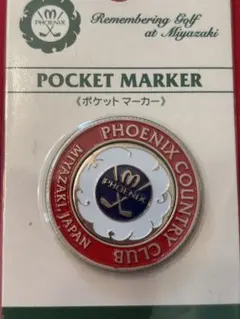 PHOENIX
Remembering Golf
at Miyazaki
POCKET MARKER
《ポケット マーカー》
PHOENIX COUNTRY CLUB
MIYAZAKI, JAPAN
PHOENIX